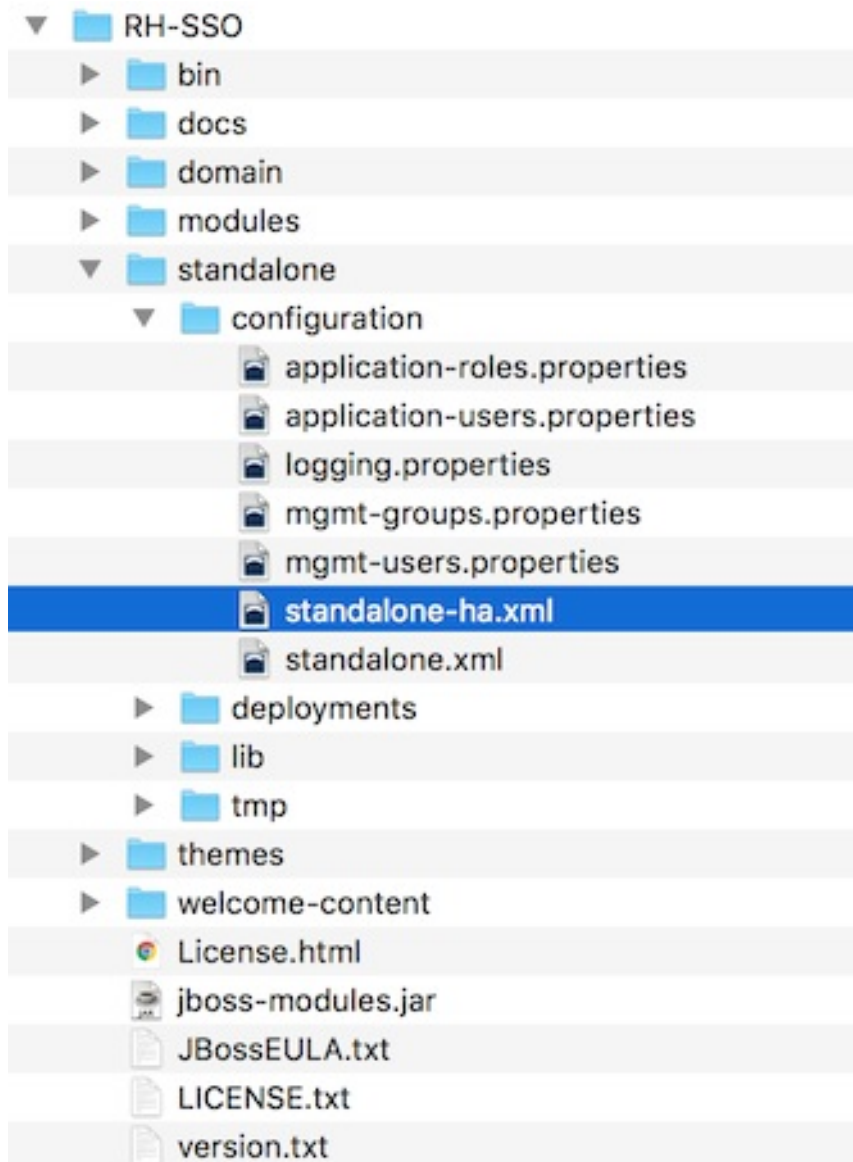 RH-SSO
bin
docs
domain
modules
standalone
configuration
application-roles.properties
application-users.properties
logging.properties
mgmt-groups.properties
mgmt-users.properties
standalone-ha.xml
standalone.xml
deployments
lib
tmp
themes
welcome-content
License.html
jboss-modules.jar
JBossEULA.txt
LICENSE.txt
version.txt